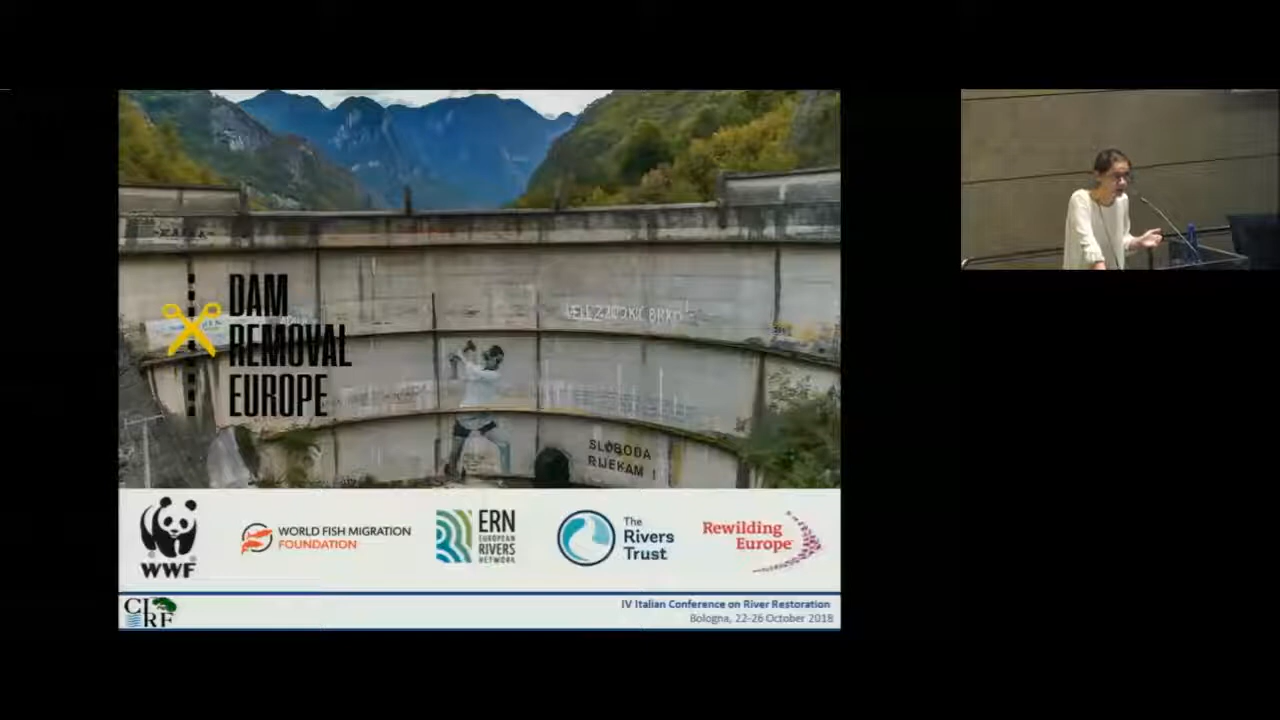 DAM
REMOVAL
EUROPE
SLOBODA
RIJEKAM !
WWF
WORLD FISH MIGRATION
FOUNDATION
ERN
EUROPEAN
RIVERS
NETWORK
The
Rivers
Trust
Rewilding
Europe
CIRF
IV Italian Conference on River Restoration
Bologna, 22-26 October 2018